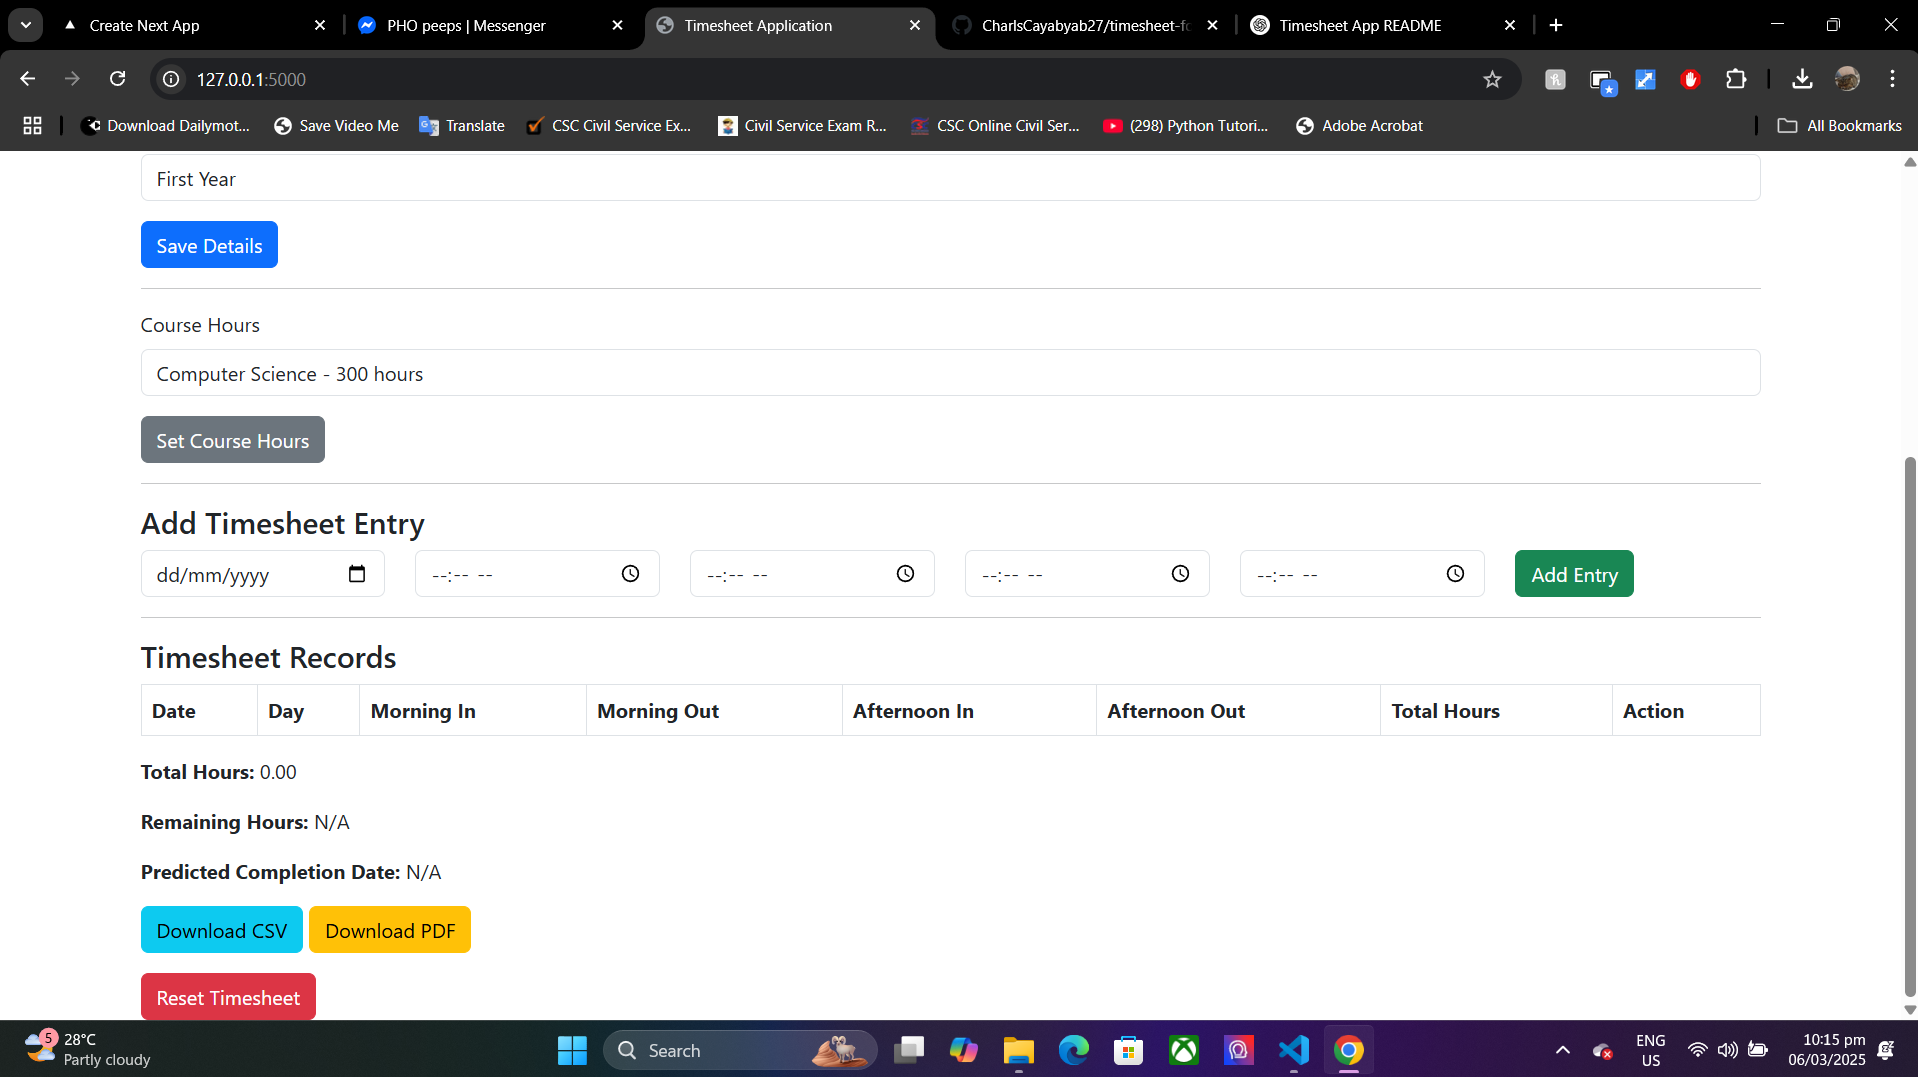 Create Next App
PHO peeps | Messenger
Timesheet Application
CharlsCayabyab27/timesheet-fo
Timesheet App README
127.0.0.1:5000
Download Dailymot...
Save Video Me
Translate
CSC Civil Service Ex...
Civil Service Exam R...
CSC Online Civil Ser...
(298) Python Tutori...
Adobe Acrobat
All Bookmarks
First Year
Save Details
Course Hours
Computer Science - 300 hours
Set Course Hours
Add Timesheet Entry
dd/mm/yyyy --:-- -- --:-- -- --:-- -- --:-- -- Add Entry
Timesheet Records
Date Day Morning In Morning Out Afternoon In Afternoon Out Total Hours Action
Total Hours: 0.00
Remaining Hours: N/A
Predicted Completion Date: N/A
Download CSV Download PDF
Reset Timesheet
5
28°C
Partly cloudy
Search
ENG
US
10:15 pm
06/03/2025